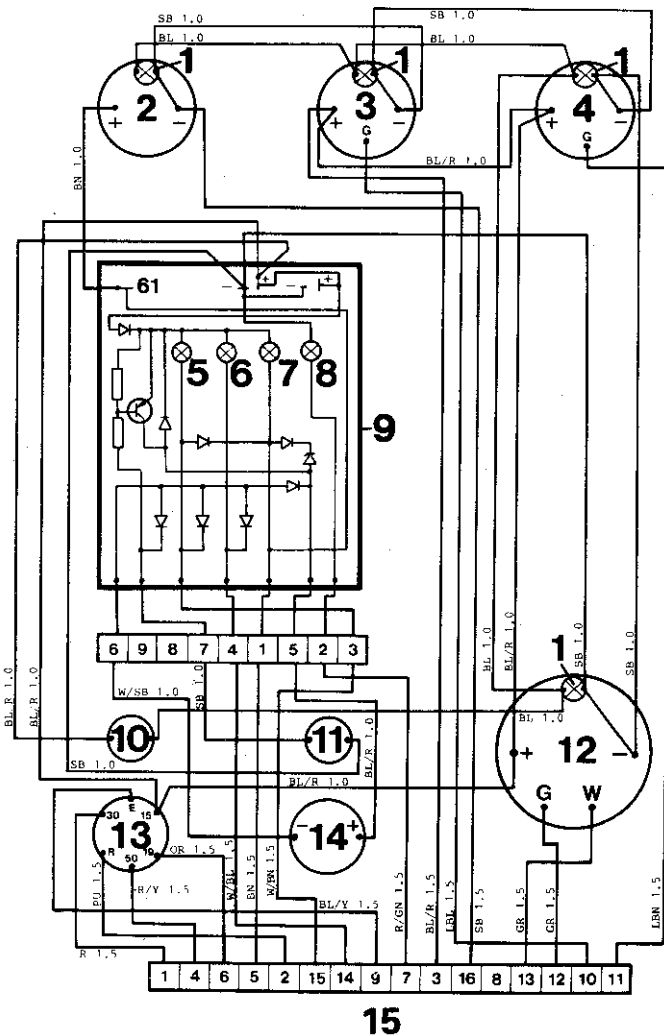 SB 1.0
BL 1.0
SB 1.0
BL 1.0
1
1
1
2
3
4
+ −
+ −
+ −
G
G
BN 1.0
BL/R 1.0
61
− + − +
5 6 7 8
9
BL/R 1.0
BL/R 1.0
6 9 8 7 4 1 5 2 3
W/SB 1.0
SB 1.0
BL/R 1.0
BL 1.0
BL/R 1.0
SB 1.0
SB 1.0
1
BL 1.0
10
11
12
+ −
G W
SB 1.0
BL/R 1.0
E
30 15
13
R 19
50
− 14 +
OR 1.5
PU 1.5
R/Y 1.5
R 1.5
W/BL 1.5
BN 1.5
W/BN 1.5
BL/Y 1.5
R/GN 1.5
BL/R 1.5
LBL 1.5
SB 1.5
GR 1.5
GR 1.5
LBN 1.5
1 4 6 5 2 15 14 9 7 3 16 8 13 12 10 11
15